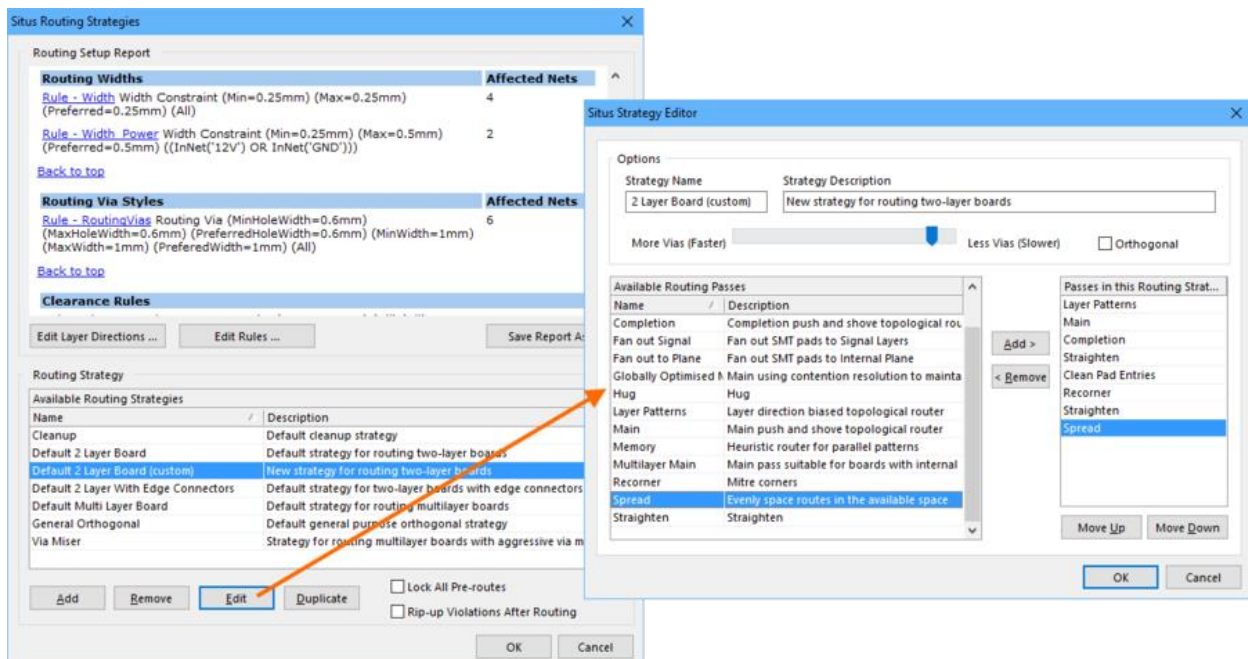 Situs Routing Strategies
Routing Setup Report
Routing Widths Affected Nets
Rule - Width Width Constraint (Min=0.25mm) (Max=0.25mm) 4
(Preferred=0.25mm) (All)
Rule - Width_Power Width Constraint (Min=0.25mm) (Max=0.5mm) 2
(Preferred=0.5mm) ((InNet('12V') OR InNet('GND')))
Back to top
Routing Via Styles Affected Nets
Rule - RoutingVias Routing Via (MinHoleWidth=0.6mm) 6
(MaxHoleWidth=0.6mm) (PreferredHoleWidth=0.6mm) (MinWidth=1mm)
(MaxWidth=1mm) (PreferedWidth=1mm) (All)
Back to top
Clearance Rules
Edit Layer Directions ... Edit Rules ... Save Report As
Routing Strategy
Available Routing Strategies
Name / Description
Cleanup Default cleanup strategy
Default 2 Layer Board Default strategy for routing two-layer boards
Default 2 Layer Board (custom) New strategy for routing two-layer boards
Default 2 Layer With Edge Connectors Default strategy for two-layer boards with edge connectors
Default Multi Layer Board Default strategy for routing multilayer boards
General Orthogonal Default general purpose orthogonal strategy
Via Miser Strategy for routing multilayer boards with aggressive via m
Add Remove Edit Duplicate
Lock All Pre-routes
Rip-up Violations After Routing
OK Cancel
Situs Strategy Editor
Options
Strategy Name Strategy Description
2 Layer Board (custom) New strategy for routing two-layer boards
More Vias (Faster) Less Vias (Slower) Orthogonal
Available Routing Passes
Name / Description
Completion Completion push and shove topological rou
Fan out Signal Fan out SMT pads to Signal Layers
Fan out to Plane Fan out SMT pads to Internal Plane
Globally Optimised M Main using contention resolution to mainta
Hug Hug
Layer Patterns Layer direction biased topological router
Main Main push and shove topological router
Memory Heuristic router for parallel patterns
Multilayer Main Main pass suitable for boards with internal
Recorner Mitre corners
Spread Evenly space routes in the available space
Straighten Straighten
Add >
< Remove
Passes in this Routing Strat...
Layer Patterns
Main
Completion
Straighten
Clean Pad Entries
Recorner
Straighten
Spread
Move Up Move Down
OK Cancel